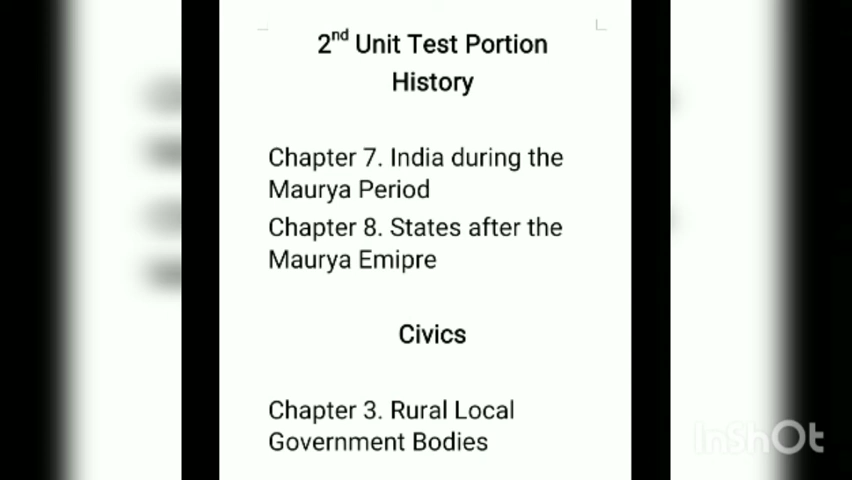 2nd Unit Test Portion
History
Chapter 7. India during the
Maurya Period
Chapter 8. States after the
Maurya Emipre
Civics
Chapter 3. Rural Local
Government Bodies
InShOt